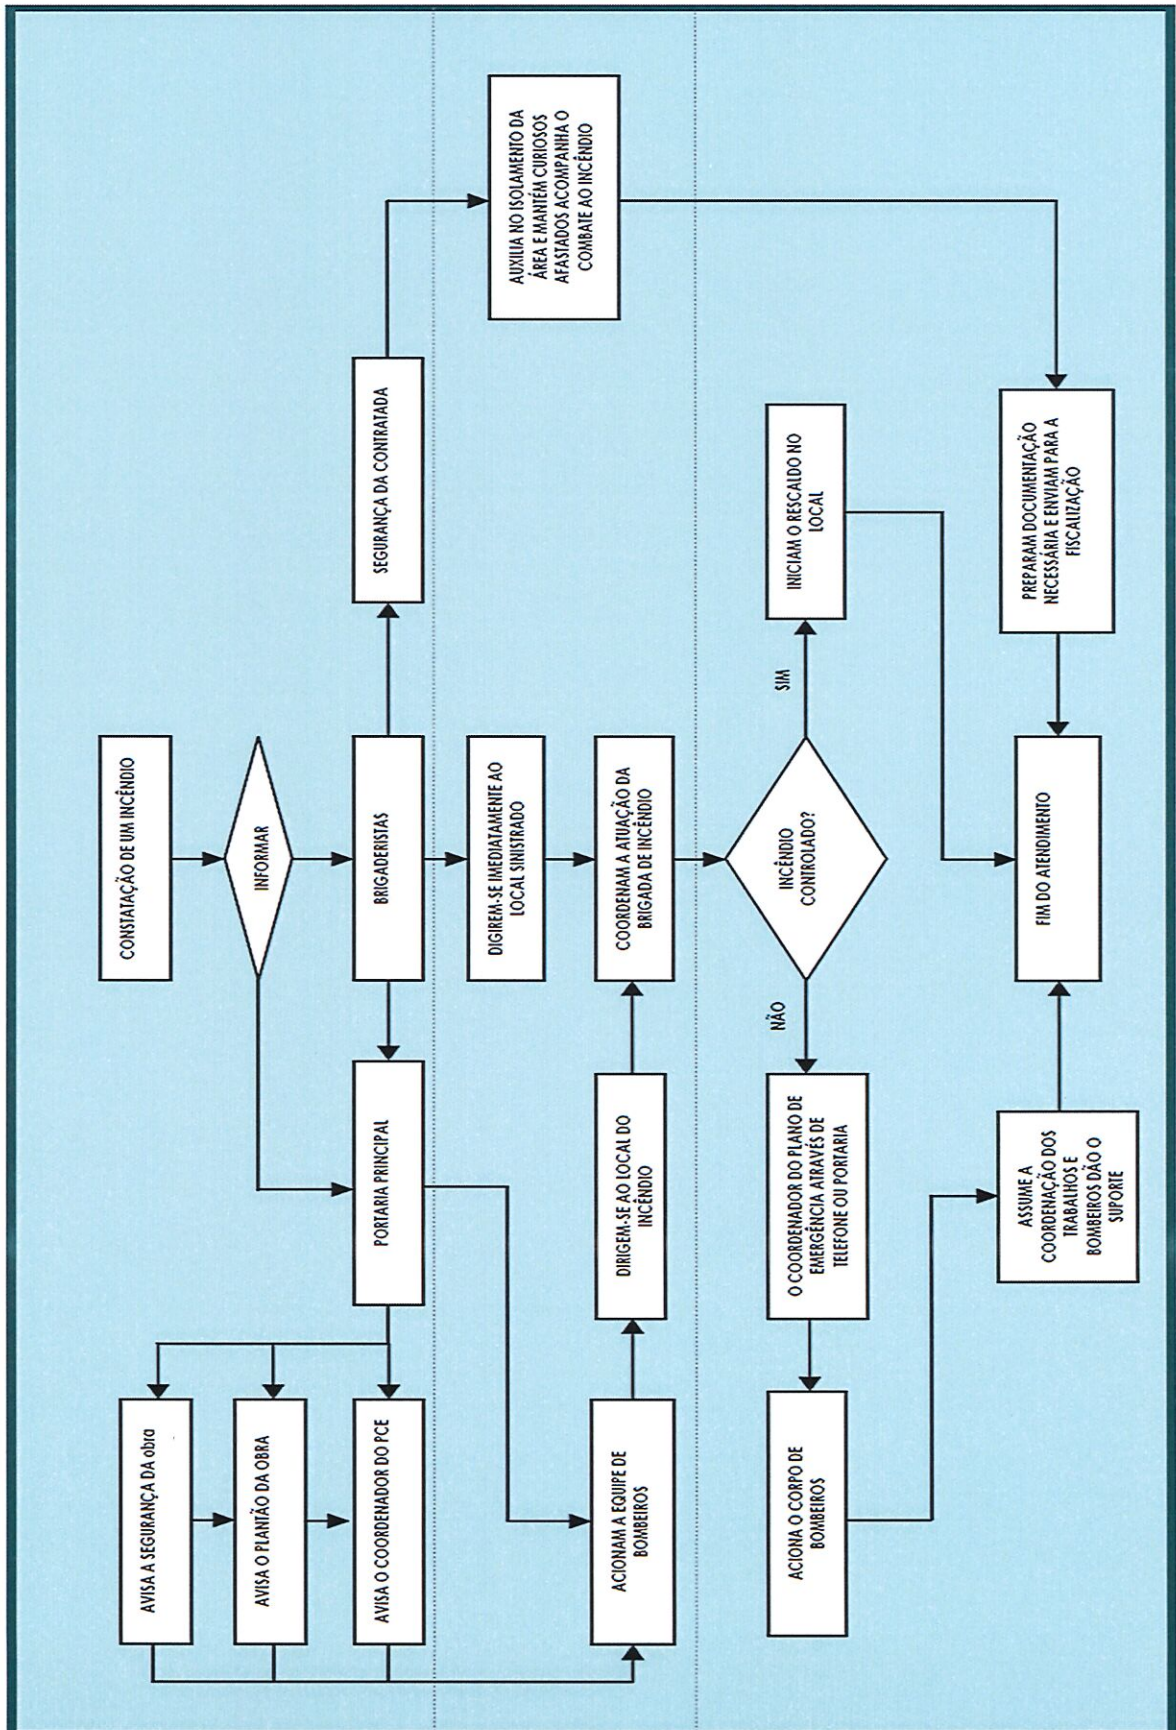 CONSTATAÇÃO DE UM INCÊNDIO
INFORMAR
AVISA A SEGURANÇA DA obra
AVISA O PLANTÃO DA OBRA
AVISA O COORDENADOR DO PCE
PORTARIA PRINCIPAL
BRIGADERISTAS
SEGURANÇA DA CONTRATADA
DIGIREM-SE IMEDIATAMENTE AO
LOCAL SINISTRADO
AUXILIA NO ISOLAMENTO DA
ÁREA E MANTÉM CURIOSOS
AFASTADOS ACOMPANHA O
COMBATE AO INCÊNDIO
ACIONAM A EQUIPE DE
BOMBEIROS
DIRIGEM-SE AO LOCAL DO
INCÊNDIO
COORDENAM A ATUAÇÃO DA
BRIGADA DE INCÊNDIO
NÃO
INCÊNDIO
CONTROLADO?
SIM
ACIONA O CORPO DE
BOMBEIROS
O COORDENADOR DO PLANO DE
EMERGÊNCIA ATRAVÉS DE
TELEFONE OU PORTARIA
INICIAM O RESCALDO NO
LOCAL
ASSUME A
COORDENAÇÃO DOS
TRABALHOS E
BOMBEIROS DÃO O
SUPORTE
FIM DO ATENDIMENTO
PREPARAM DOCUMENTAÇÃO
NECESSÁRIA E ENVIAM PARA A
FISCALIZAÇÃO